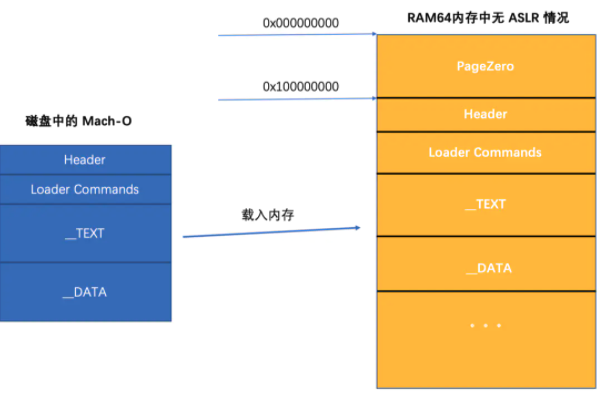 RAM64内存中无 ASLR 情况
0x000000000
PageZero
0x100000000
Header
磁盘中的 Mach-O
Loader Commands
Header
Loader Commands
载入内存
__TEXT
__TEXT
__DATA
__DATA
。。。